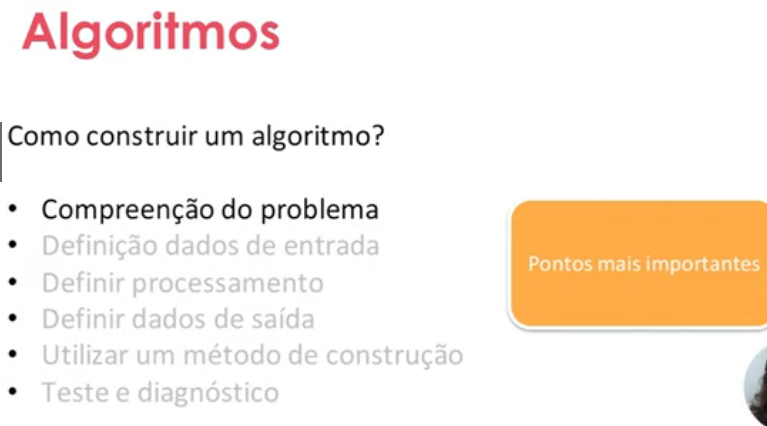 Algoritmos
Como construir um algoritmo?
• Compreenção do problema
• Definição dados de entrada
• Definir processamento
• Definir dados de saída
• Utilizar um método de construção
• Teste e diagnóstico
Pontos mais importantes